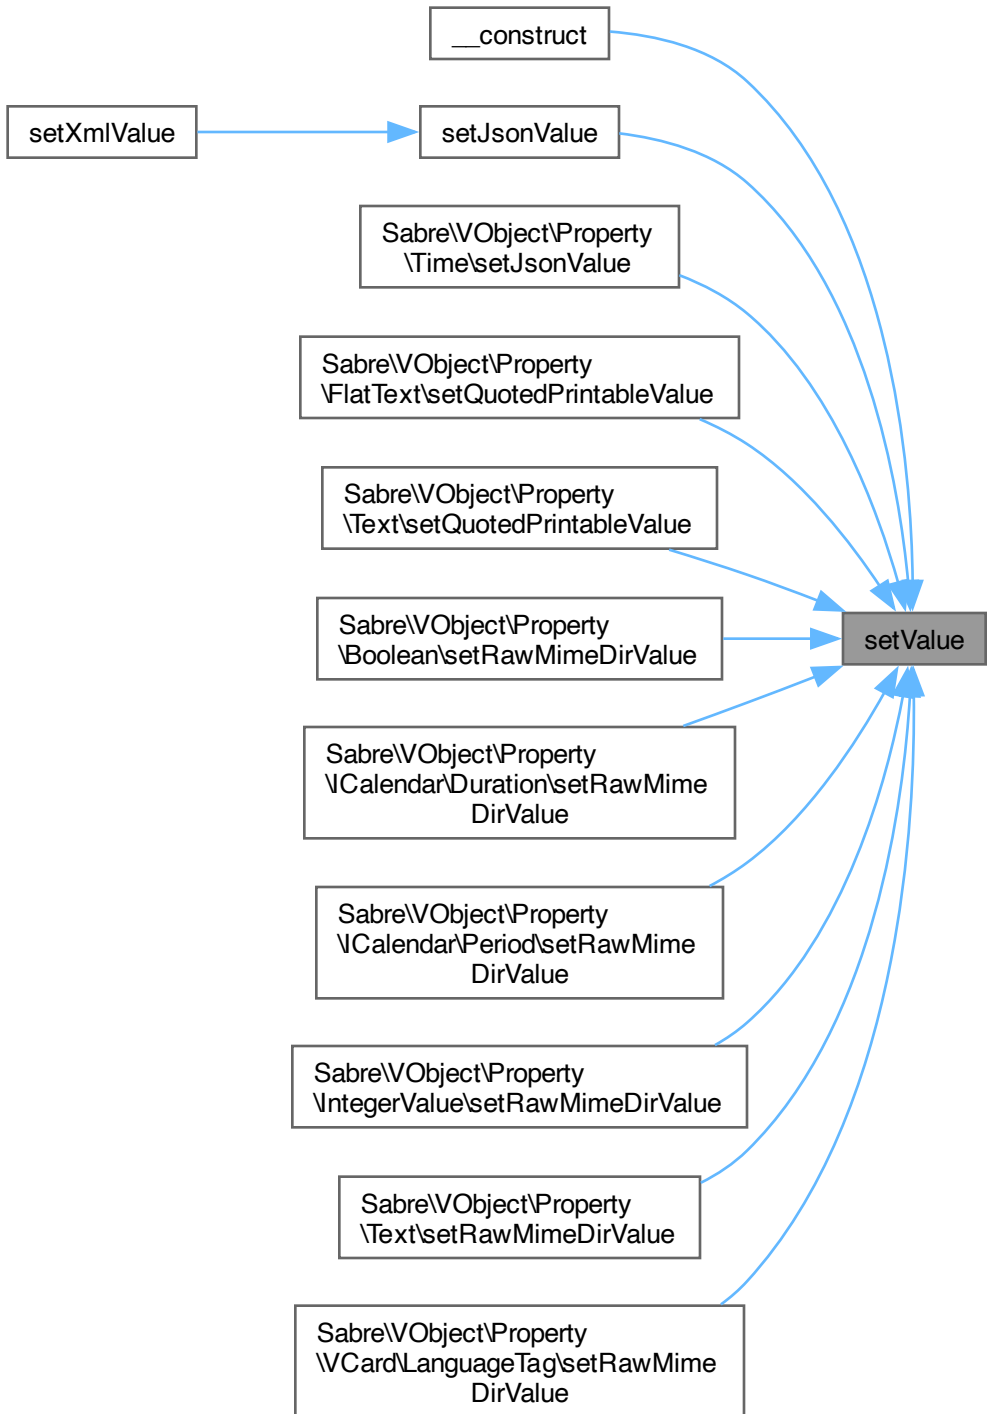 __construct
setXmlValue
setJsonValue
Sabre\VObject\Property
\Time\setJsonValue
Sabre\VObject\Property
\FlatText\setQuotedPrintableValue
Sabre\VObject\Property
\Text\setQuotedPrintableValue
Sabre\VObject\Property
\Boolean\setRawMimeDirValue
setValue
Sabre\VObject\Property
\ICalendar\Duration\setRawMime
DirValue
Sabre\VObject\Property
\ICalendar\Period\setRawMime
DirValue
Sabre\VObject\Property
\IntegerValue\setRawMimeDirValue
Sabre\VObject\Property
\Text\setRawMimeDirValue
Sabre\VObject\Property
\VCard\LanguageTag\setRawMime
DirValue